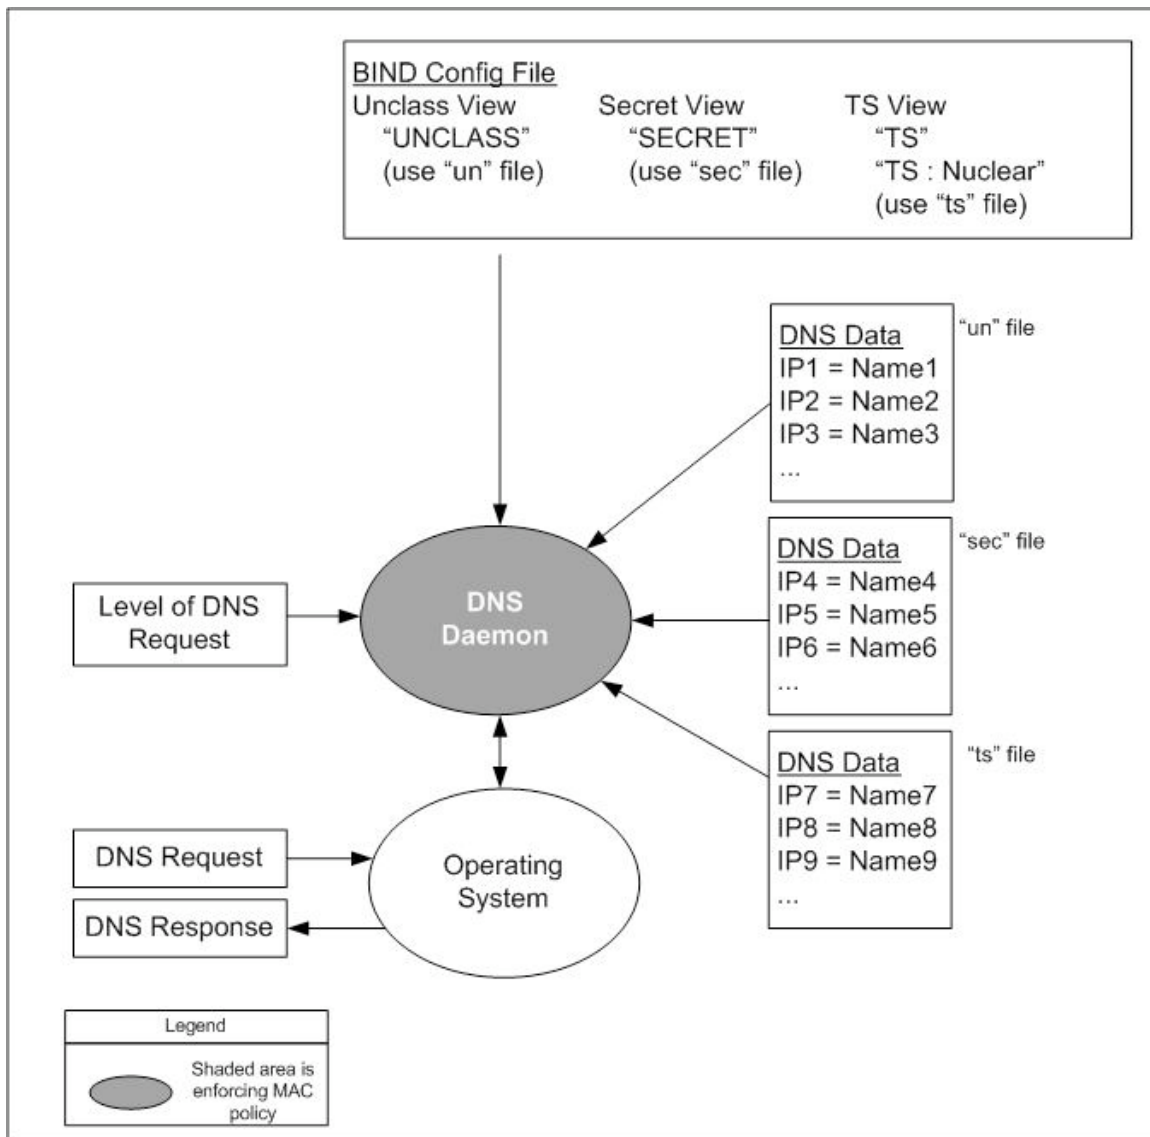 BIND Config File
Unclass View
“UNCLASS”
(use “un” file)
Secret View
“SECRET”
(use “sec” file)
TS View
“TS”
“TS : Nuclear”
(use “ts” file)
DNS Data
IP1 = Name1
IP2 = Name2
IP3 = Name3
...
“un” file
DNS Data
IP4 = Name4
IP5 = Name5
IP6 = Name6
...
“sec” file
DNS Data
IP7 = Name7
IP8 = Name8
IP9 = Name9
...
“ts” file
Level of DNS
Request
DNS
Daemon
DNS Request
DNS Response
Operating
System
Legend
Shaded area is
enforcing MAC
policy